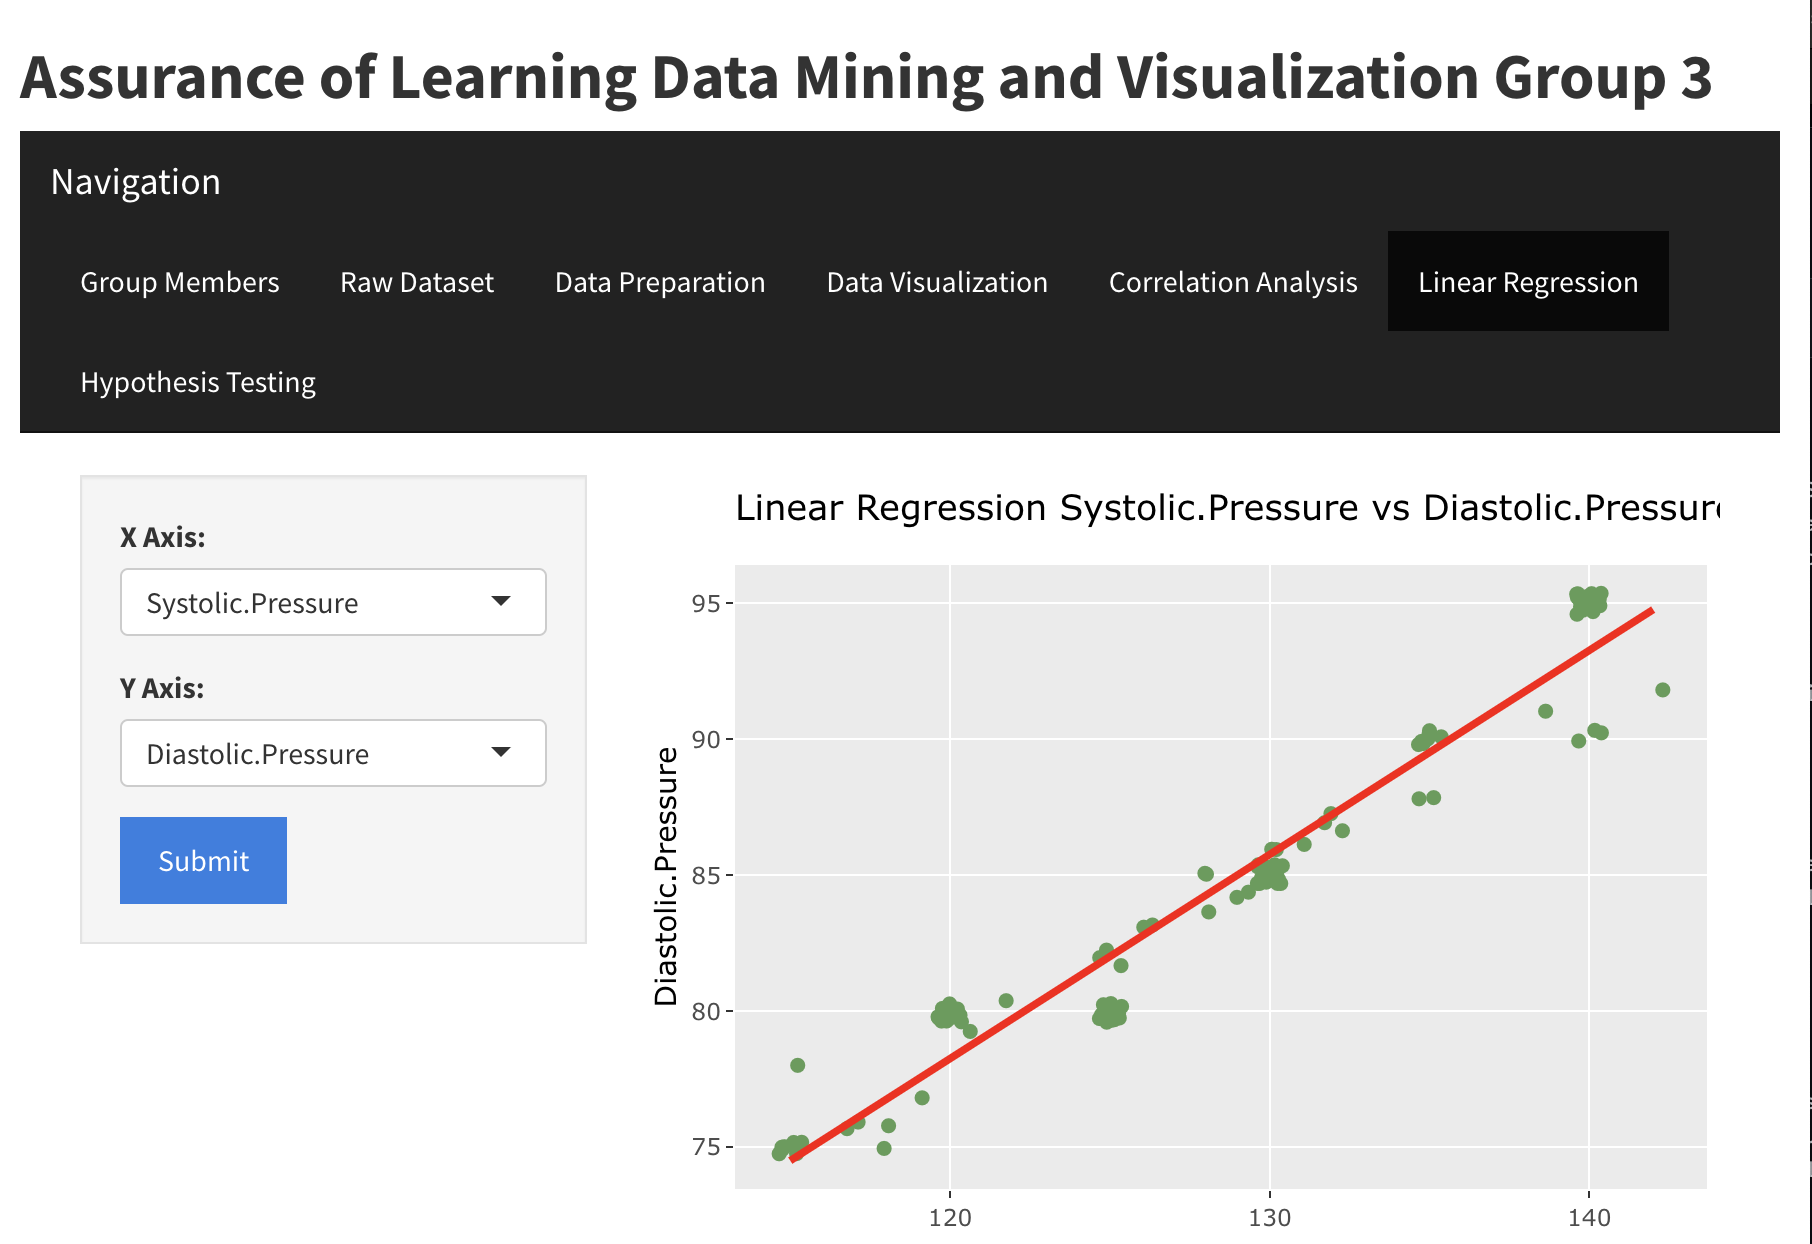 Assurance of Learning Data Mining and Visualization Group 3
Navigation
Group Members Raw Dataset Data Preparation Data Visualization Correlation Analysis Linear Regression
Hypothesis Testing
X Axis:
Systolic.Pressure
Y Axis:
Diastolic.Pressure
Submit
Linear Regression Systolic.Pressure vs Diastolic.Pressure
Diastolic.Pressure
95
90
85
80
75
120 130 140